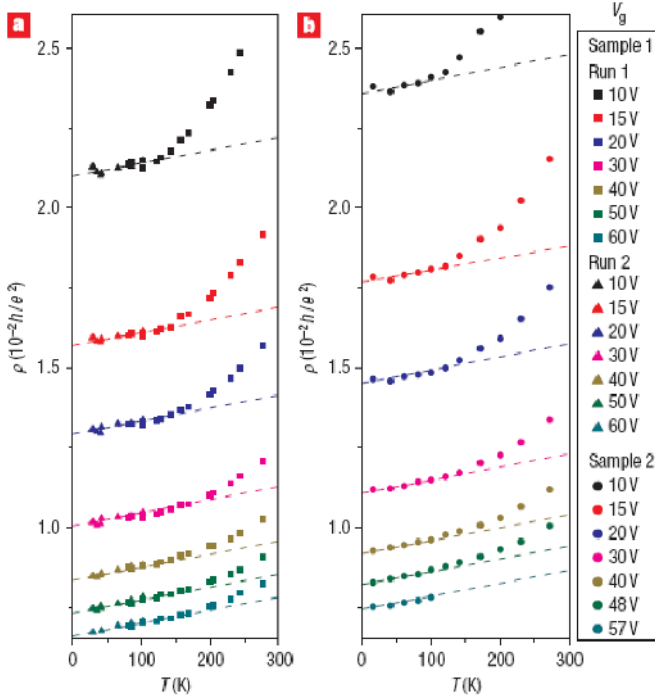 a
b
V_g
ρ (10⁻²h/e²)
2.5
2.0
1.5
1.0
0
100
200
300
T (K)
ρ (10⁻²h/e²)
2.5
2.0
1.5
1.0
0
100
200
300
T (K)
Sample 1
Run 1
10 V
15 V
20 V
30 V
40 V
50 V
60 V
Run 2
10 V
15 V
20 V
30 V
40 V
50 V
60 V
Sample 2
10 V
15 V
20 V
30 V
40 V
48 V
57 V